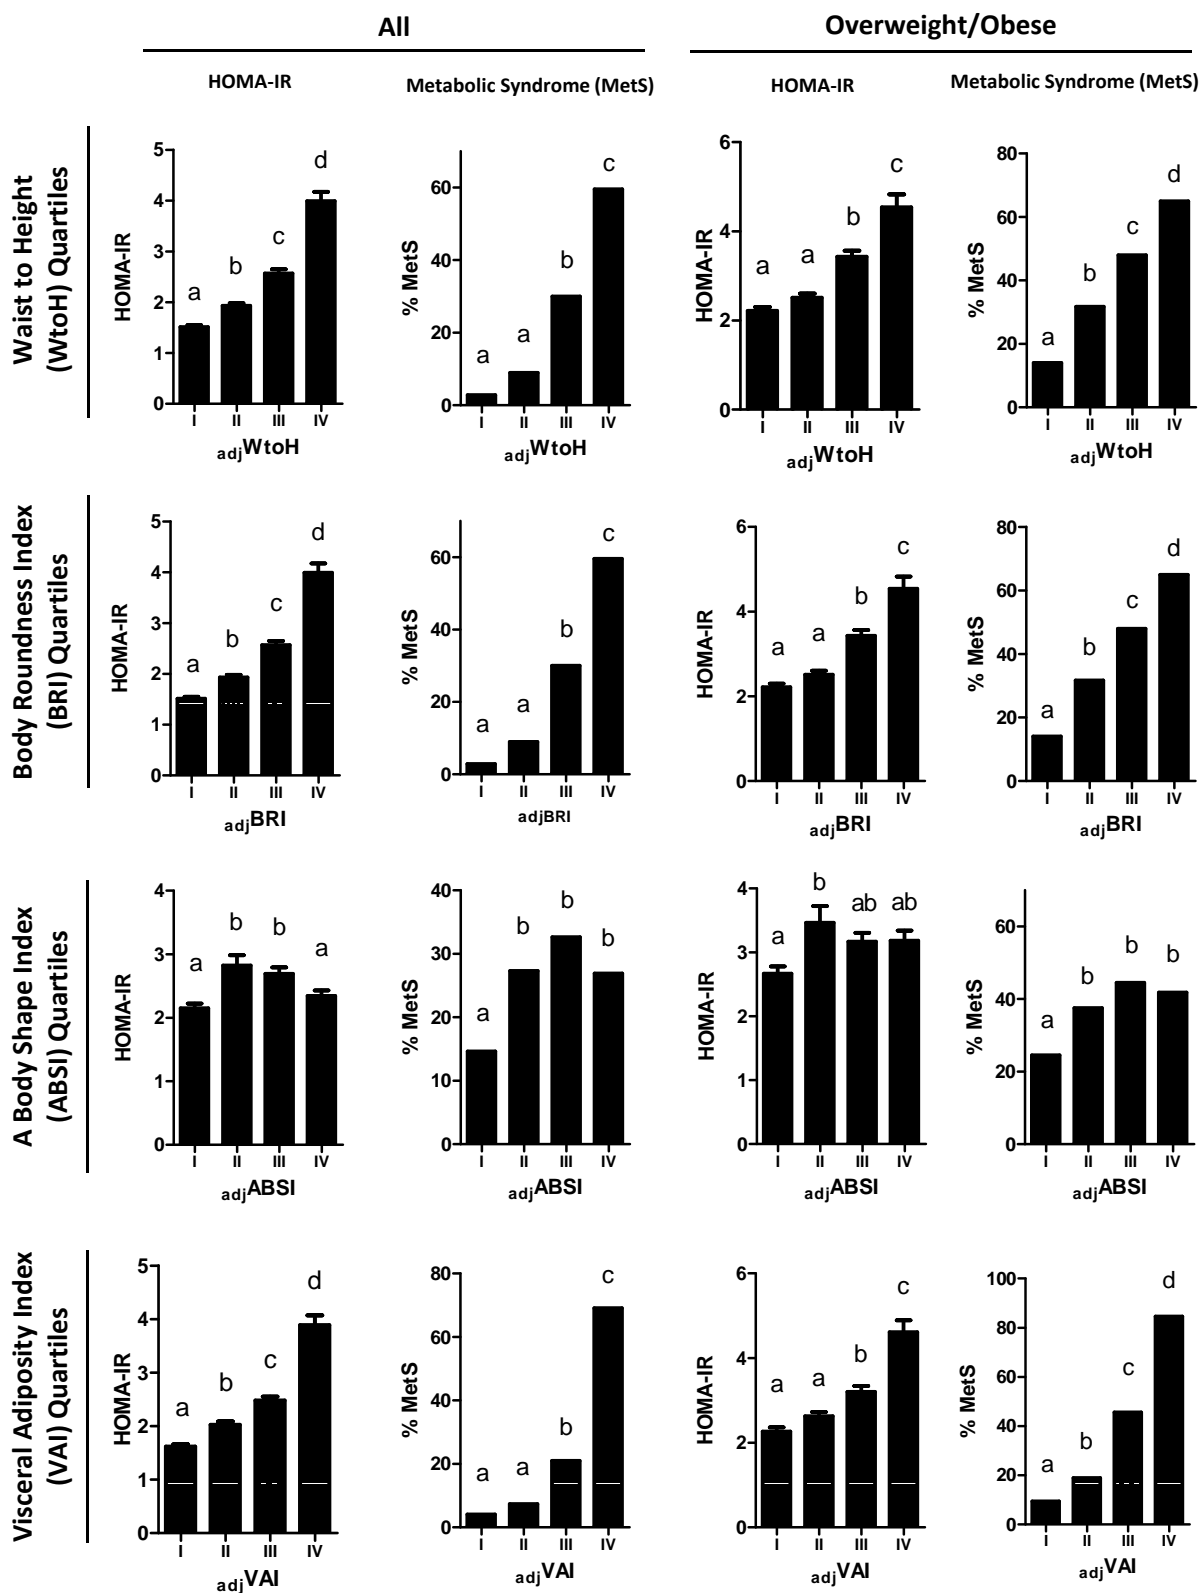 All
Overweight/Obese
HOMA-IR
Metabolic Syndrome (MetS)
HOMA-IR
Metabolic Syndrome (MetS)
Waist to Height
(WtoH) Quartiles
HOMA-IR
5
4
3
2
1
0
a
b
c
d
I II III IV
adjWtoH
% MetS
60
40
20
0
a
a
b
c
I II III IV
adjWtoH
HOMA-IR
6
4
2
0
a
a
b
c
I II III IV
adjWtoH
% MetS
80
60
40
20
0
a
b
c
d
I II III IV
adjWtoH
Body Roundness Index
(BRI) Quartiles
HOMA-IR
5
4
3
2
1
0
a
b
c
d
I II III IV
adjBRI
% MetS
60
40
20
0
a
a
b
c
I II III IV
adjBRI
HOMA-IR
6
4
2
0
a
a
b
c
I II III IV
adjBRI
% MetS
80
60
40
20
0
a
b
c
d
I II III IV
adjBRI
A Body Shape Index
(ABSI) Quartiles
HOMA-IR
4
3
2
1
0
a
b
b
a
I II III IV
adjABSI
% MetS
40
30
20
10
0
a
b
b
b
I II III IV
adjABSI
HOMA-IR
4
3
2
1
0
a
b
ab
ab
I II III IV
adjABSI
% MetS
60
40
20
0
a
b
b
b
I II III IV
adjABSI
Visceral Adiposity Index
(VAI) Quartiles
HOMA-IR
5
4
3
2
1
0
a
b
c
d
I II III IV
adjVAI
% MetS
80
60
40
20
0
a
a
b
c
I II III IV
adjVAI
HOMA-IR
6
4
2
0
a
a
b
c
I II III IV
adjVAI
% MetS
100
80
60
40
20
0
a
b
c
d
I II III IV
adjVAI